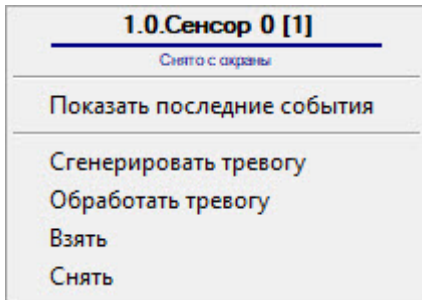 1.0.Сенсор 0 [1]
Снято с охраны
Показать последние события
Сгенерировать тревогу
Обработать тревогу
Взять
Снять